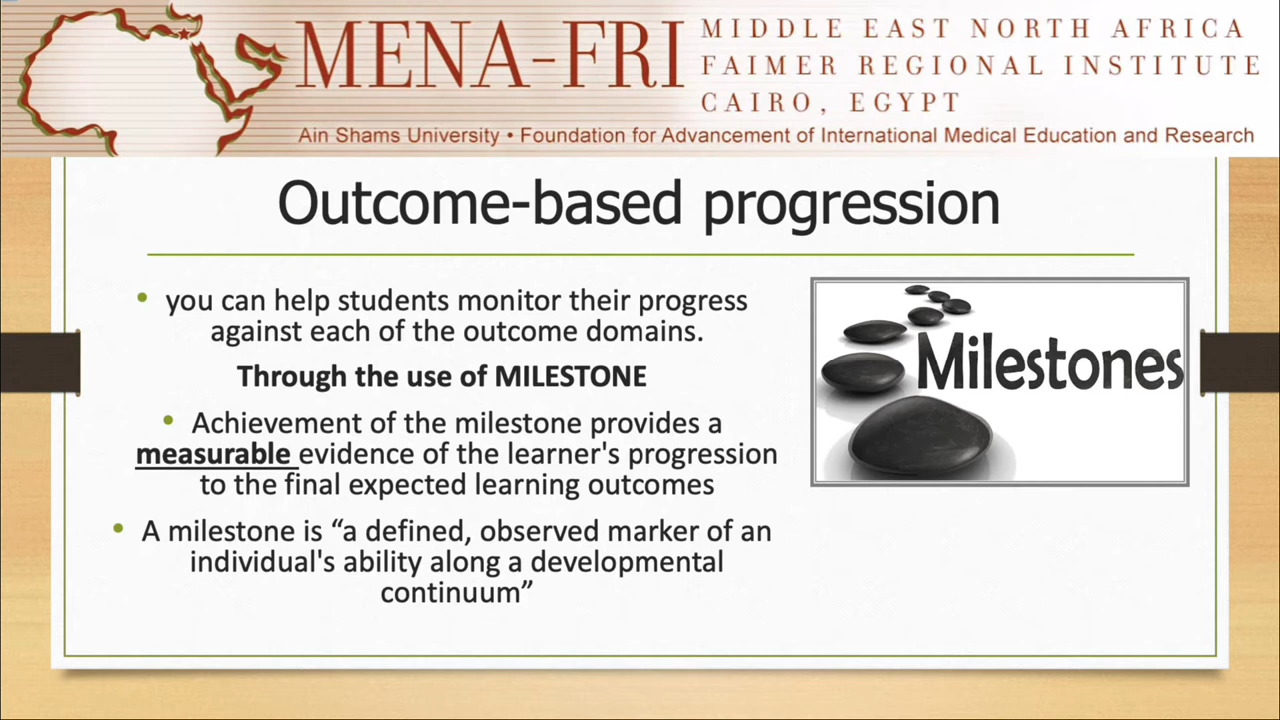 MENA-FRI
MIDDLE EAST NORTH AFRICA
FAIMER REGIONAL INSTITUTE
CAIRO, EGYPT
Ain Shams University • Foundation for Advancement of International Medical Education and Research
Outcome-based progression
• you can help students monitor their progress
against each of the outcome domains.
Through the use of MILESTONE
• Achievement of the milestone provides a
measurable evidence of the learner's progression
to the final expected learning outcomes
• A milestone is “a defined, observed marker of an
individual's ability along a developmental
continuum”
Milestones